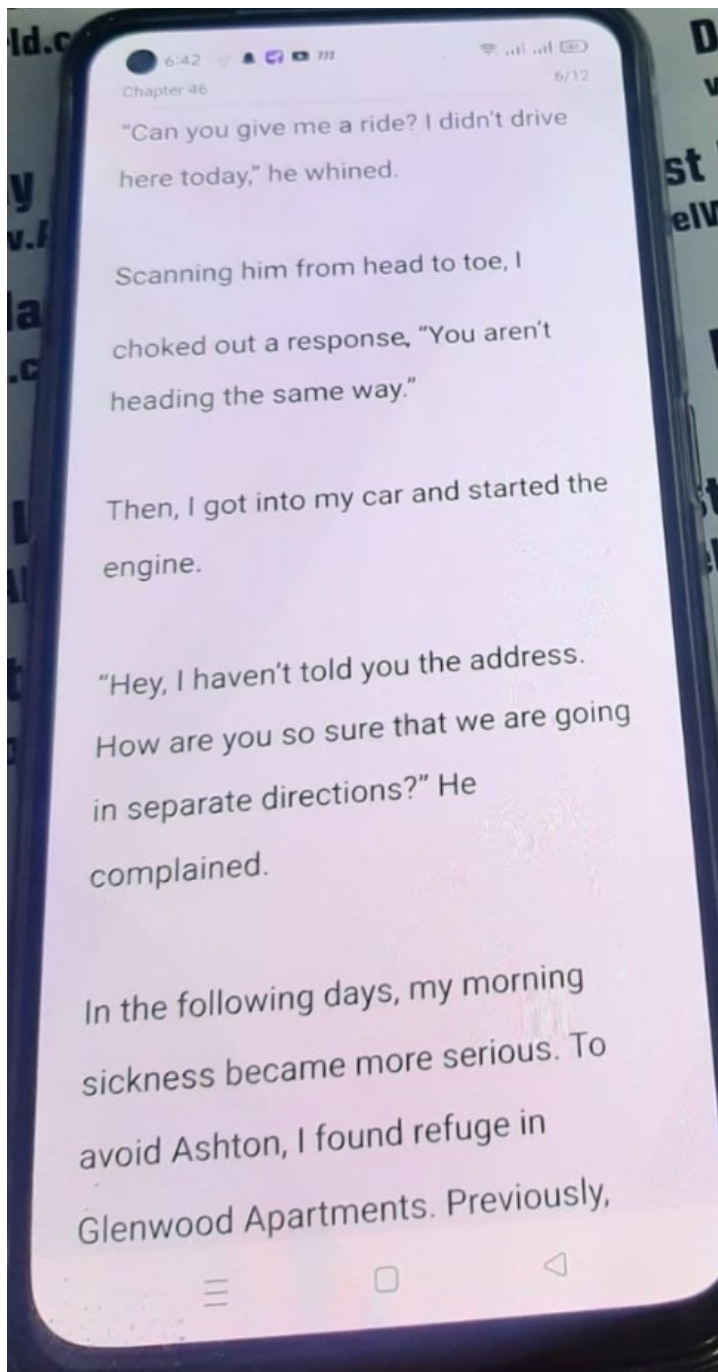 6:42
Chapter 46
6/12
“Can you give me a ride? I didn't drive
here today,” he whined.
Scanning him from head to toe, I
choked out a response, “You aren't
heading the same way.”
Then, I got into my car and started the
engine.
“Hey, I haven't told you the address.
How are you so sure that we are going
in separate directions?” He
complained.
In the following days, my morning
sickness became more serious. To
avoid Ashton, I found refuge in
Glenwood Apartments. Previously,